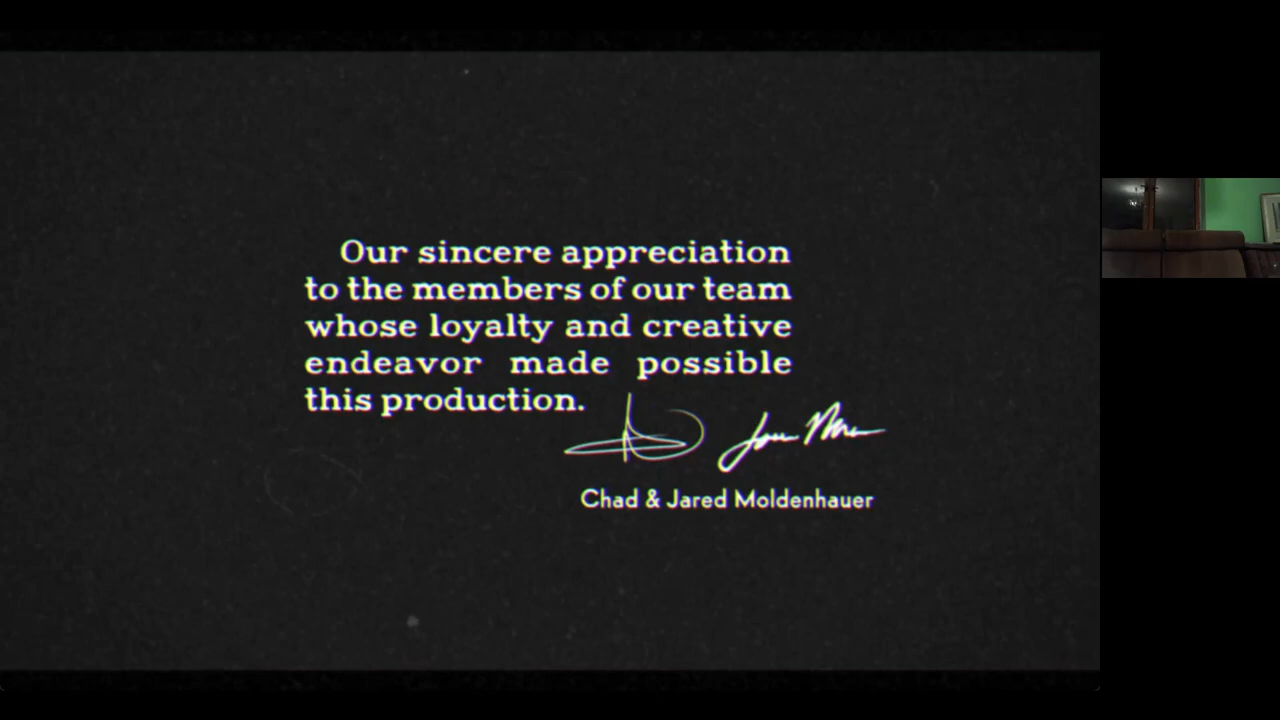 Our sincere appreciation
to the members of our team
whose loyalty and creative
endeavor made possible
this production.
Chad & Jared Moldenhauer